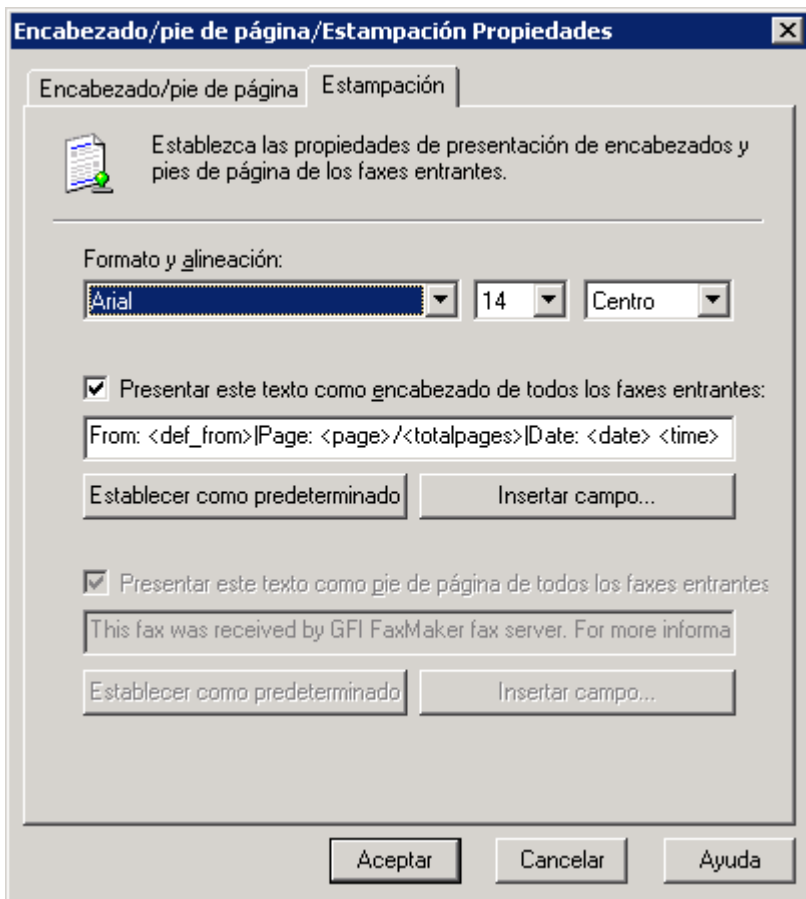 Encabezado/pie de página/Estampación Propiedades
Encabezado/pie de página
Estampación
Establezca las propiedades de presentación de encabezados y
pies de página de los faxes entrantes.
Formato y alineación:
Arial
14
Centro
Presentar este texto como encabezado de todos los faxes entrantes:
From: <def_from>|Page: <page>/<totalpages>|Date: <date> <time>
Establecer como predeterminado
Insertar campo...
Presentar este texto como pie de página de todos los faxes entrantes
This fax was received by GFI FaxMaker fax server. For more informa
Establecer como predeterminado
Insertar campo...
Aceptar
Cancelar
Ayuda